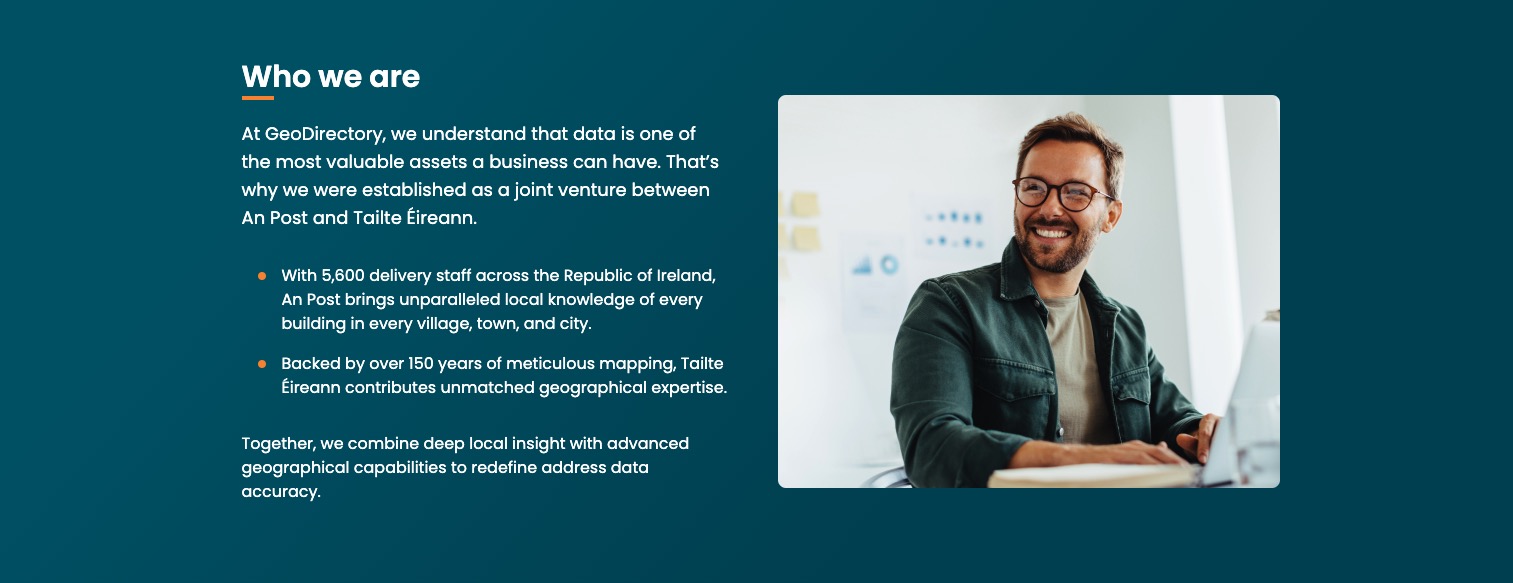 Who we are
At GeoDirectory, we understand that data is one of
the most valuable assets a business can have. That’s
why we were established as a joint venture between
An Post and Tailte Éireann.
With 5,600 delivery staff across the Republic of Ireland,
An Post brings unparalleled local knowledge of every
building in every village, town, and city.
Backed by over 150 years of meticulous mapping, Tailte
Éireann contributes unmatched geographical expertise.
Together, we combine deep local insight with advanced
geographical capabilities to redefine address data
accuracy.